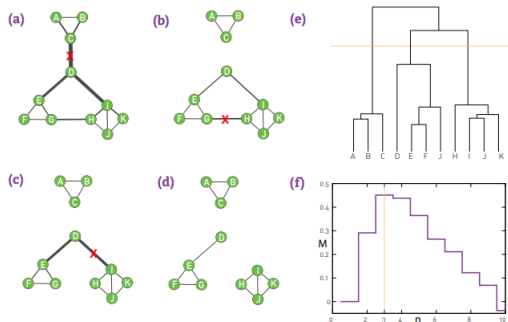 (a)
A B
C
X
D
E I
F G H K
J
(b)
A B
C
D
E I
F G X H K
J
(e)
A B C D E F J H I J K
(c)
A B
C
D
X
E I
F G H K
J
(d)
A B
C
D
E I
F G H K
J
(f)
0.5
0.4
0.3
M
0.2
0.1
0
0 2 3 4 n 6 8 10